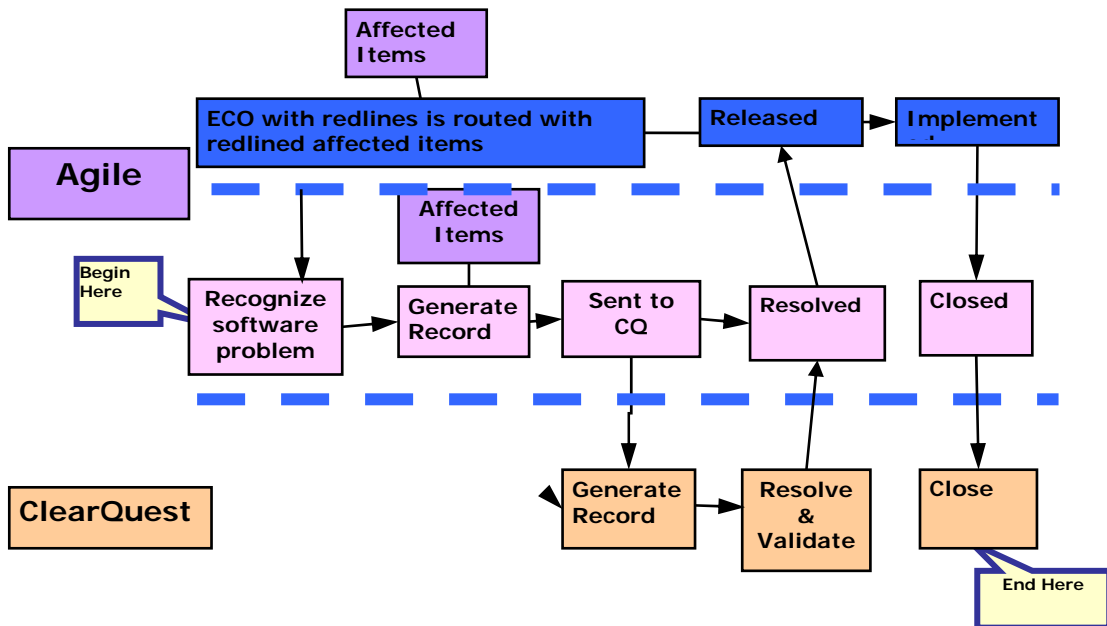 Affected
Items
ECO with redlines is routed with
redlined affected items
Released
Implement
Agile
Affected
Items
Begin
Here
Recognize
software
problem
Generate
Record
Sent to
CQ
Resolved
Closed
ClearQuest
Generate
Record
Resolve
&
Validate
Close
End Here